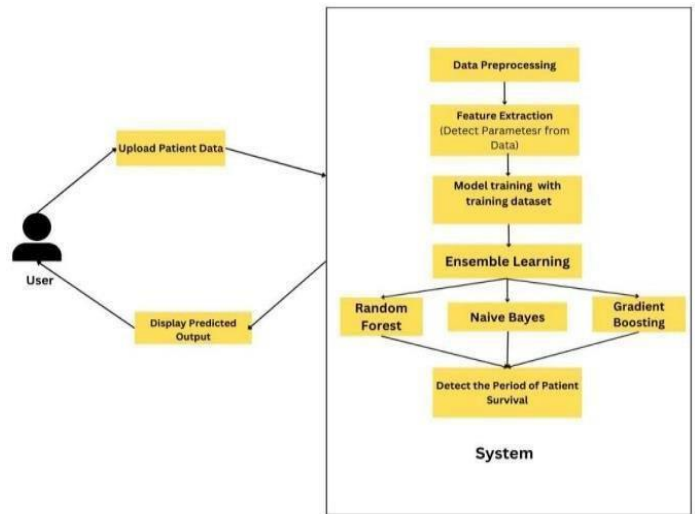 Data Preprocessing
Feature Extraction
(Detect Parametesr from
Data)
Upload Patient Data
Model training with
training dataset
User
Ensemble Learning
Random
Forest
Naive Bayes
Gradient
Boosting
Display Predicted
Output
Detect the Period of Patient
Survival
System